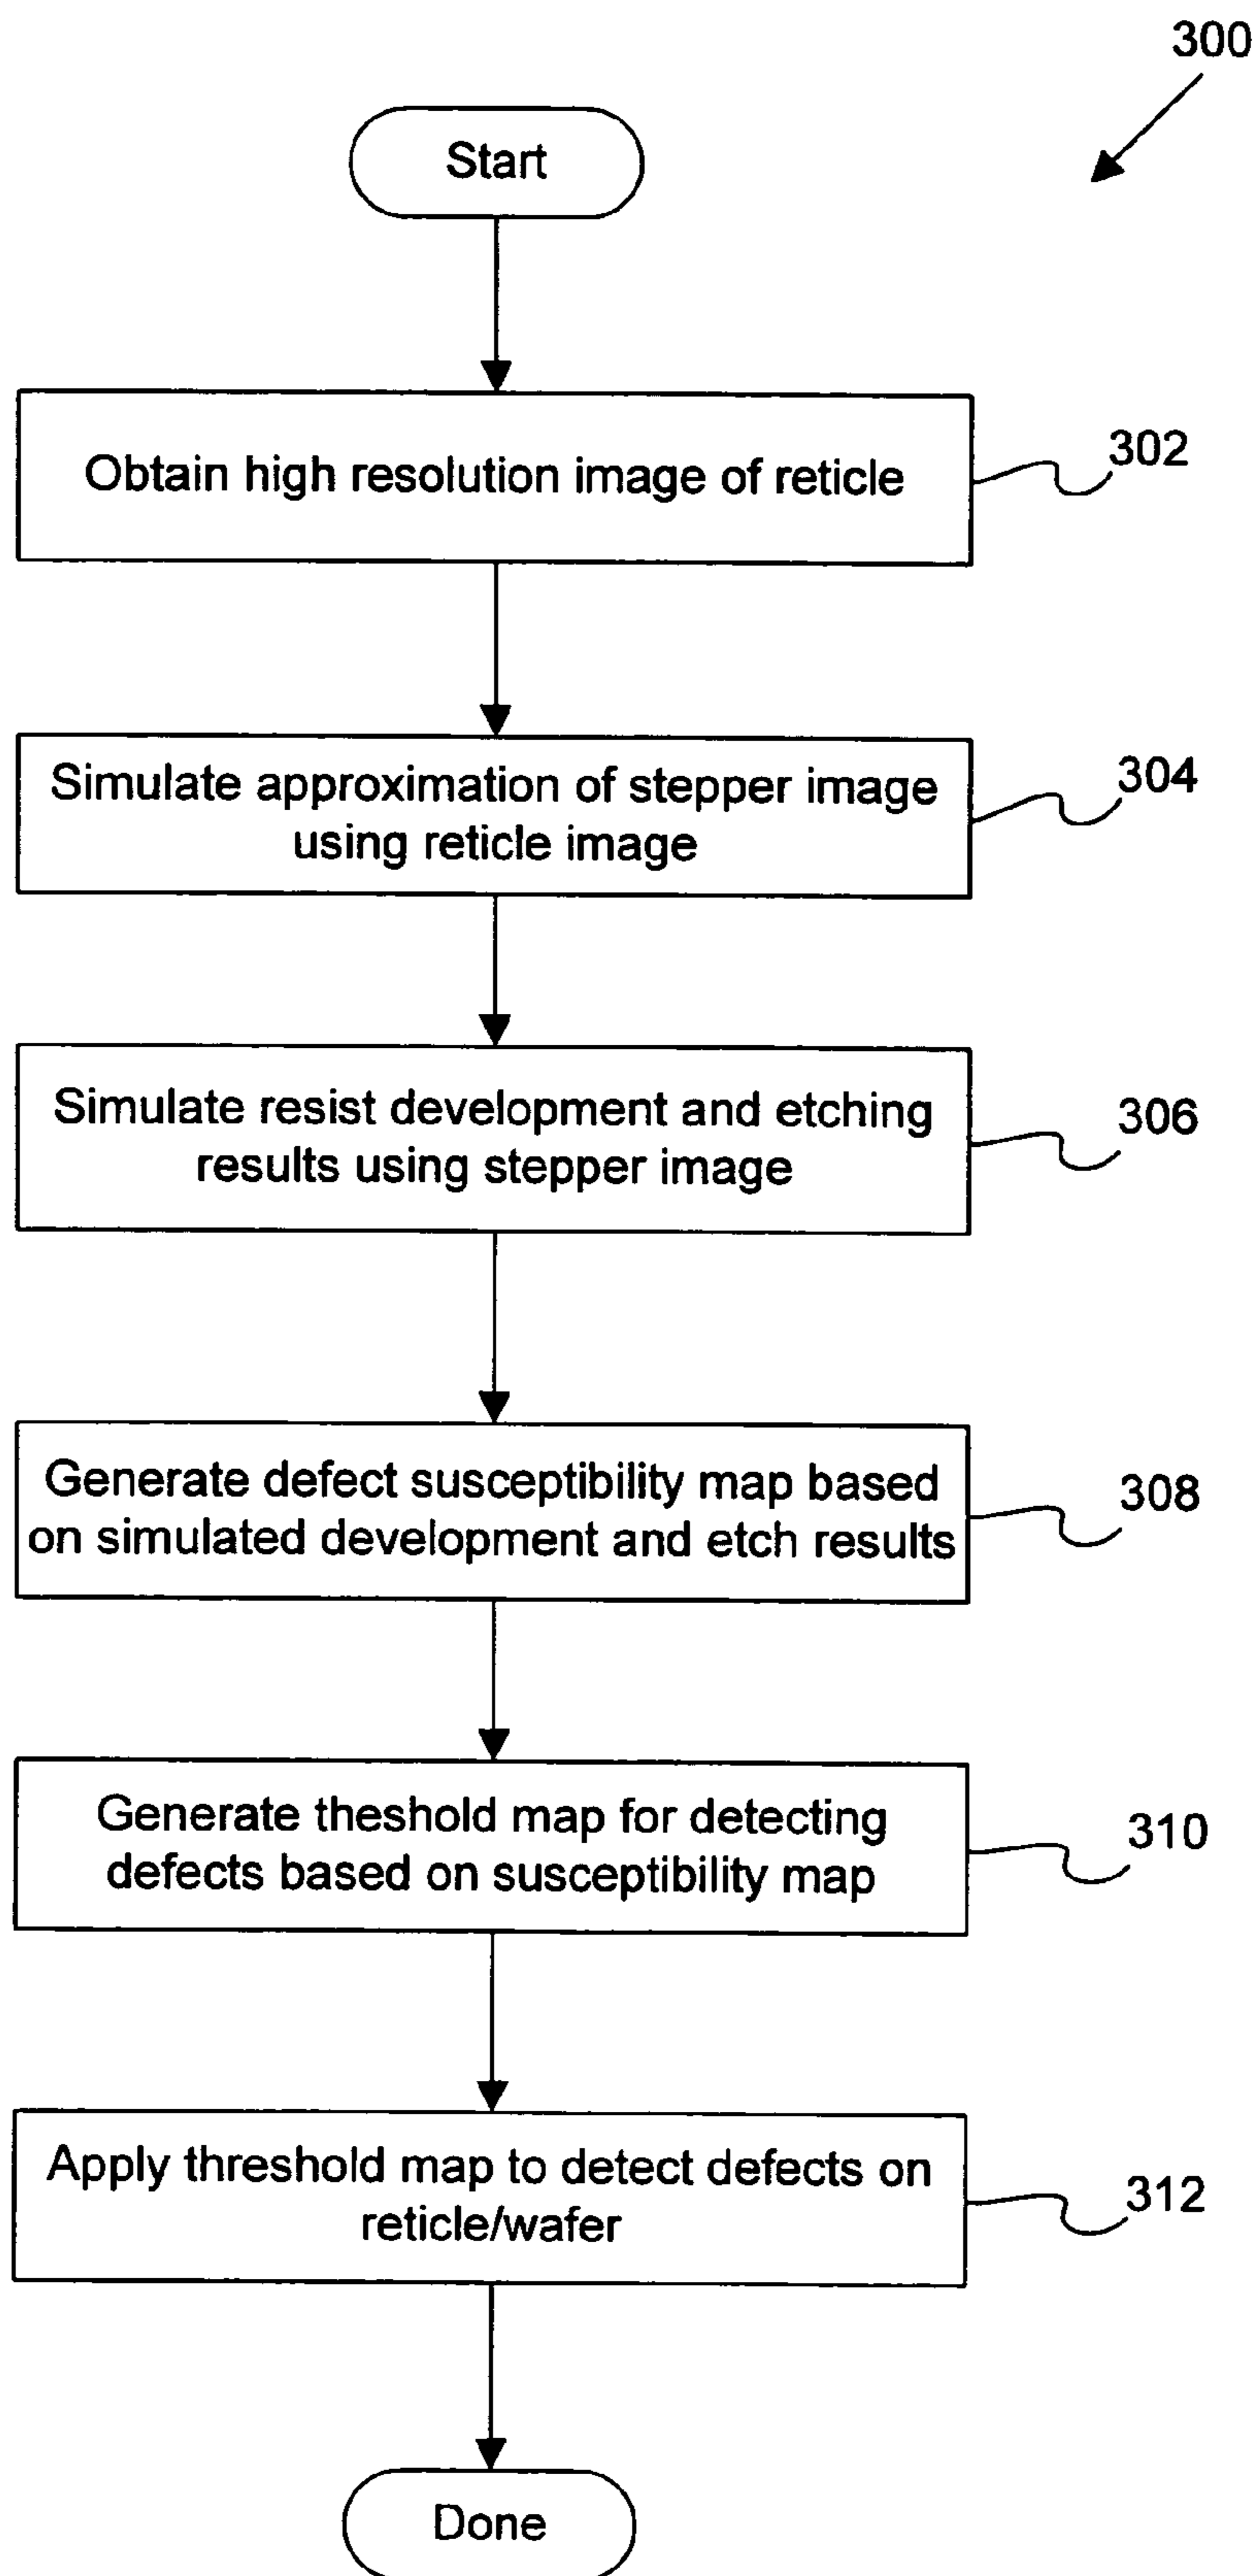 300
Start
Obtain high resolution image of reticle
302
Simulate approximation of stepper image
using reticle image
304
Simulate resist development and etching
results using stepper image
306
Generate defect susceptibility map based
on simulated development and etch results
308
Generate theshold map for detecting
defects based on susceptibility map
310
Apply threshold map to detect defects on
reticle/wafer
312
Done